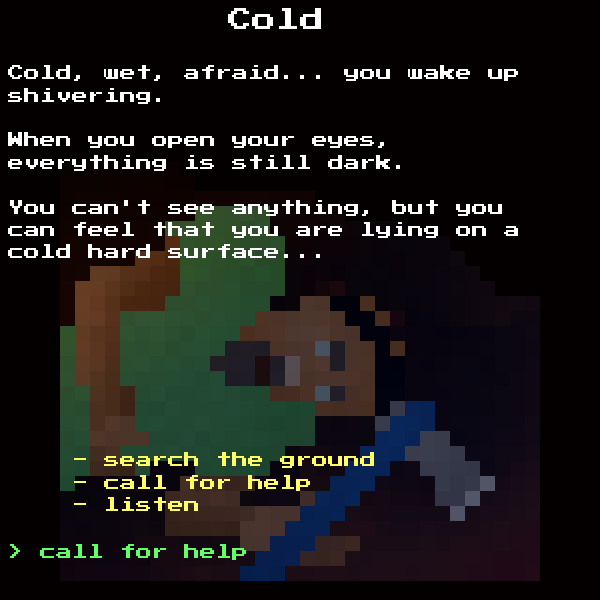 Cold
Cold, wet, afraid... you wake up
shivering.
When you open your eyes,
everything is still dark.
You can't see anything, but you
can feel that you are lying on a
cold hard surface...
- search the ground
- call for help
- listen
> call for help